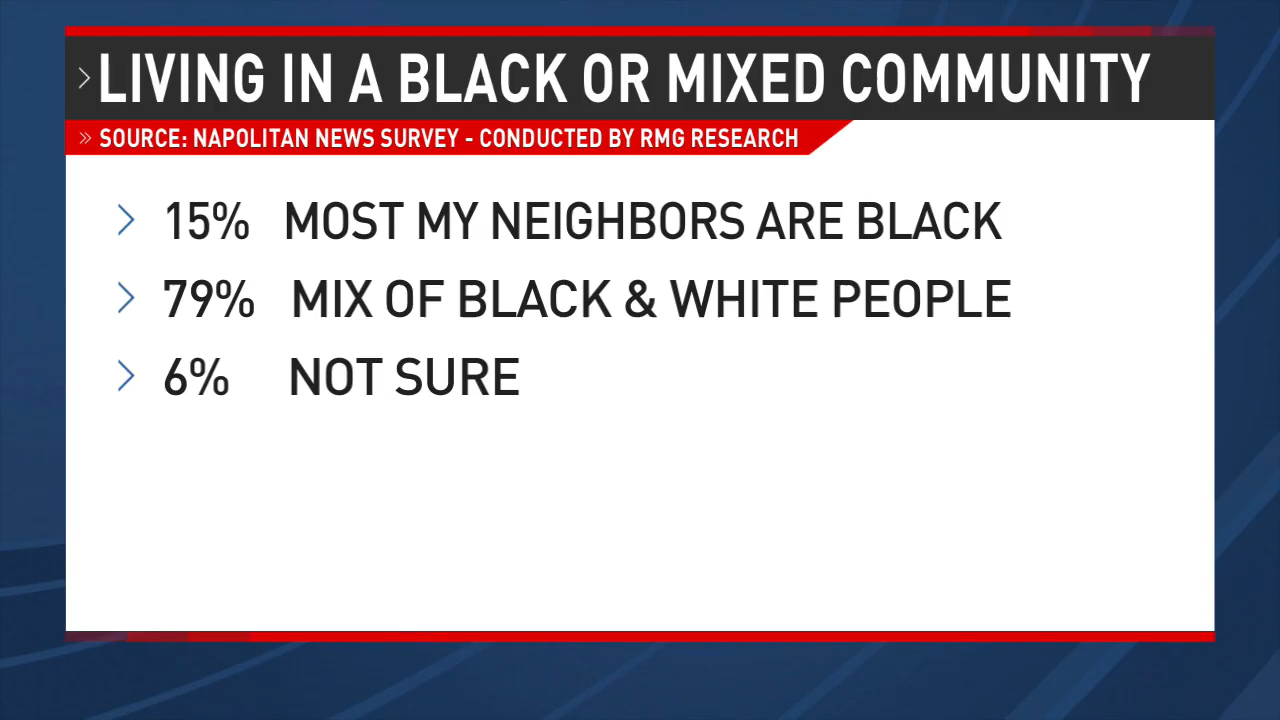 LIVING IN A BLACK OR MIXED COMMUNITY
SOURCE: NAPOLITAN NEWS SURVEY - CONDUCTED BY RMG RESEARCH
15% MOST MY NEIGHBORS ARE BLACK
79% MIX OF BLACK & WHITE PEOPLE
6% NOT SURE